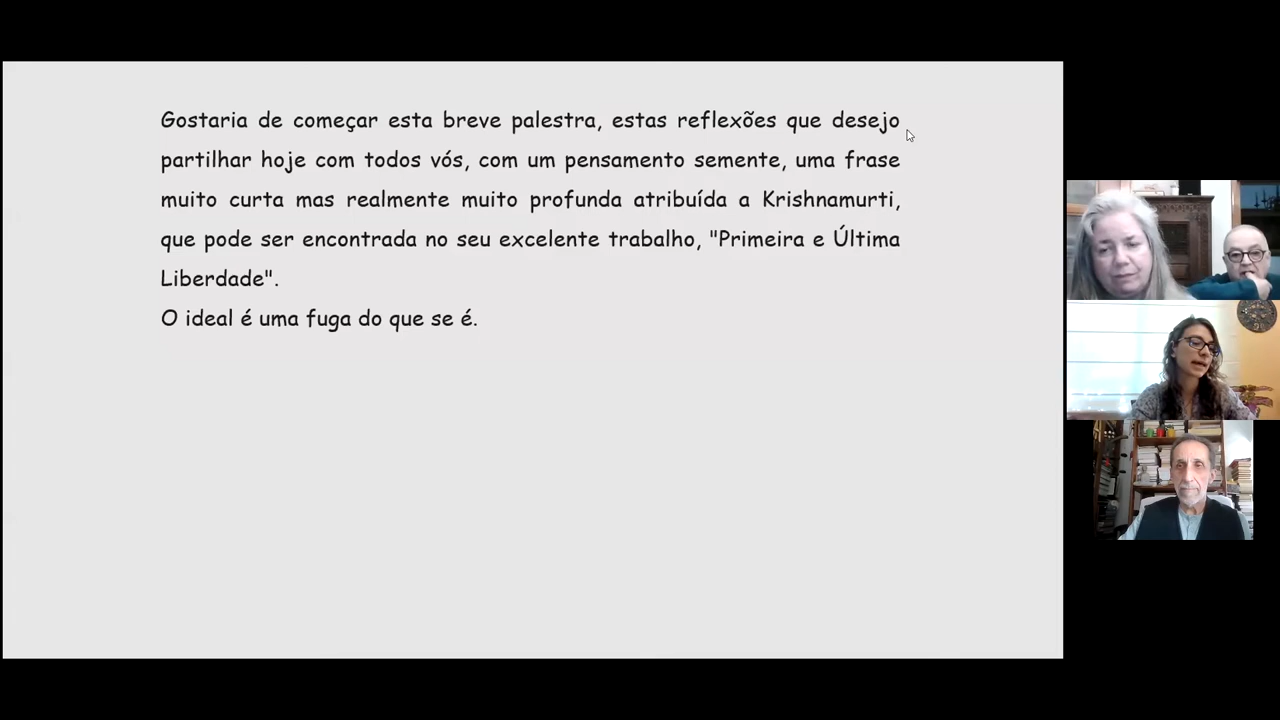 Gostaria de começar esta breve palestra, estas reflexões que desejo
partilhar hoje com todos vós, com um pensamento semente, uma frase
muito curta mas realmente muito profunda atribuída a Krishnamurti,
que pode ser encontrada no seu excelente trabalho, "Primeira e Última
Liberdade".
O ideal é uma fuga do que se é.